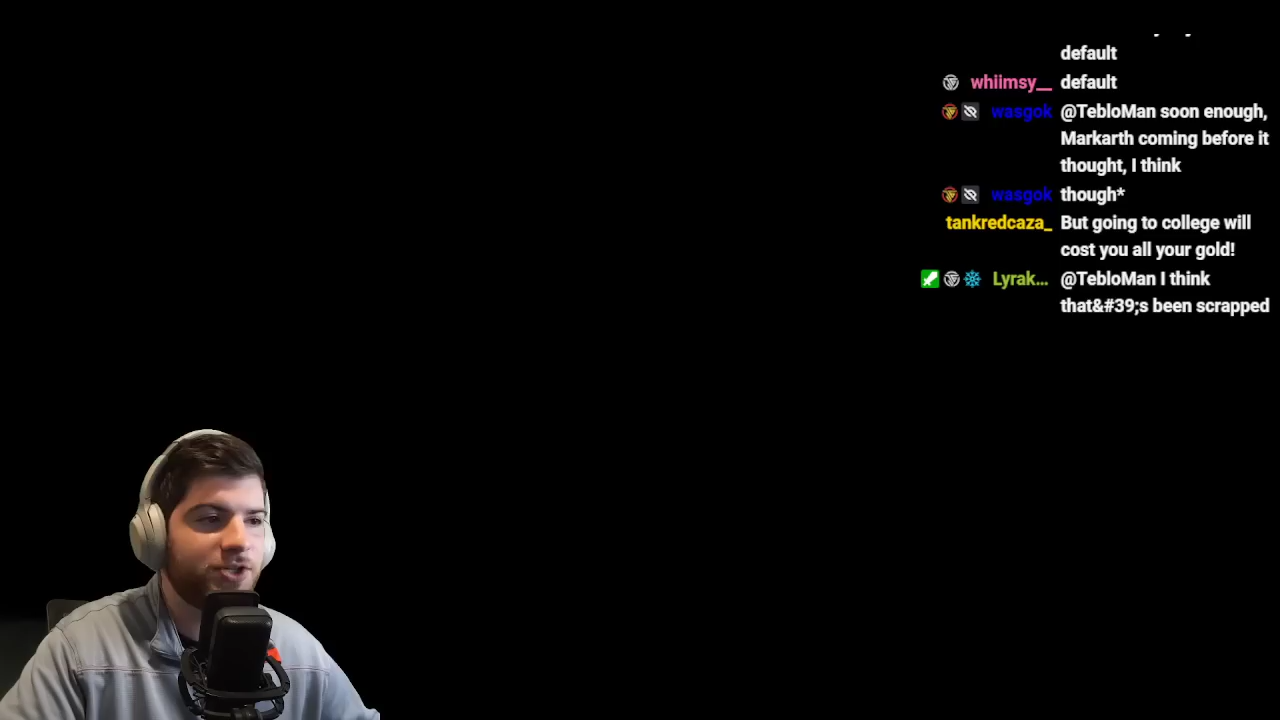 default
whiimsy__ default
wasgok @TebloMan soon enough,
Markarth coming before it
thought, I think
wasgok though*
tankredcaza_ But going to college will
cost you all your gold!
Lyrak... @TebloMan I think
that&#39;s been scrapped